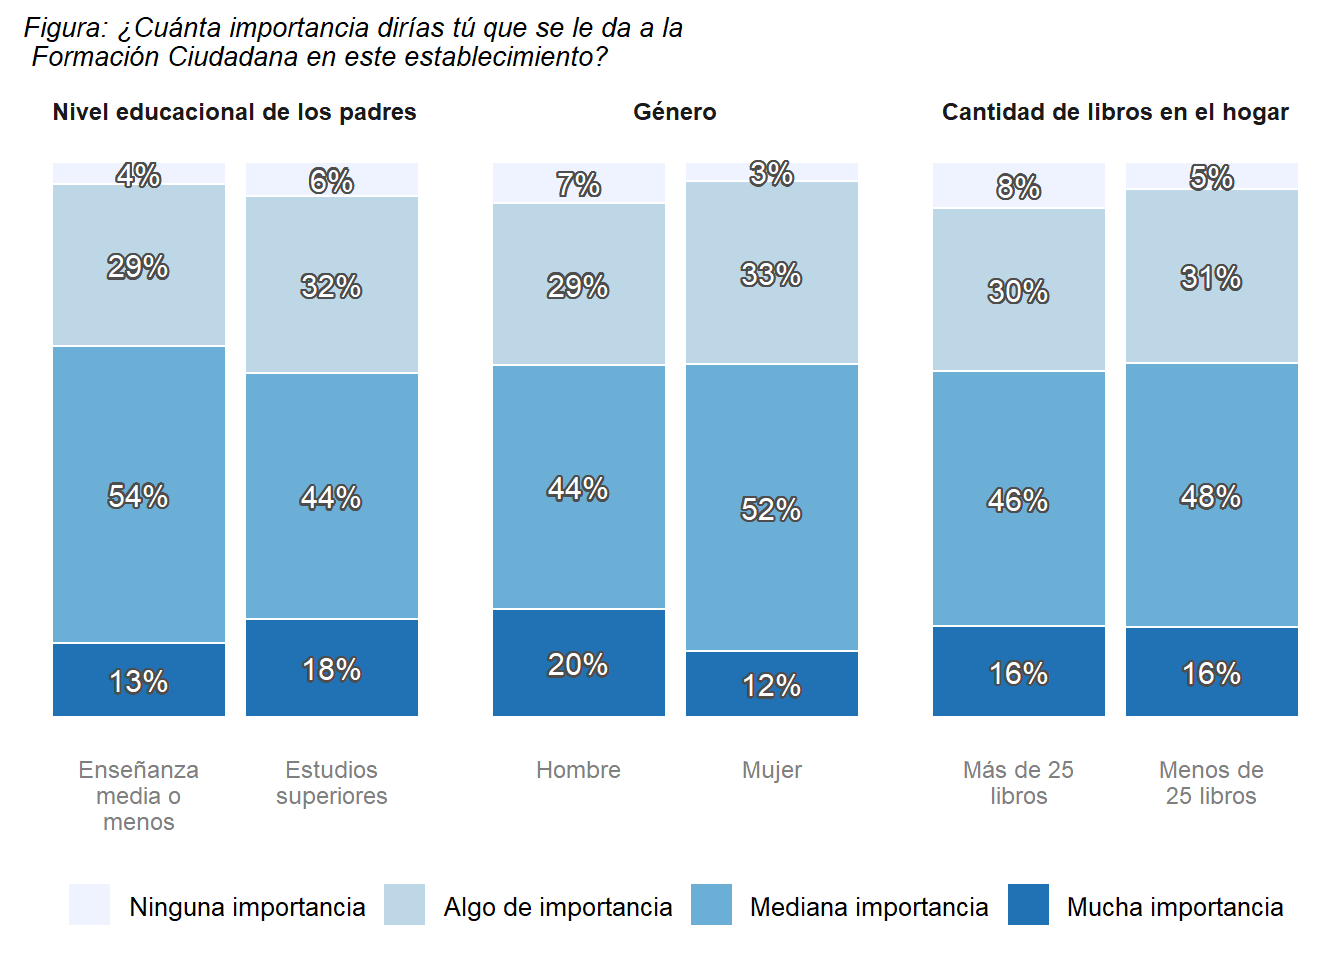 Figura: ¿Cuánta importancia dirías tú que se le da a la
Formación Ciudadana en este establecimiento?
Nivel educacional de los padres
Género
Cantidad de libros en el hogar
4%
6%
7%
3%
8%
5%
29%
32%
29%
33%
30%
31%
54%
44%
44%
52%
46%
48%
13%
18%
20%
12%
16%
16%
Enseñanza
media o
menos
Estudios
superiores
Hombre
Mujer
Más de 25
libros
Menos de
25 libros
Ninguna importancia
Algo de importancia
Mediana importancia
Mucha importancia